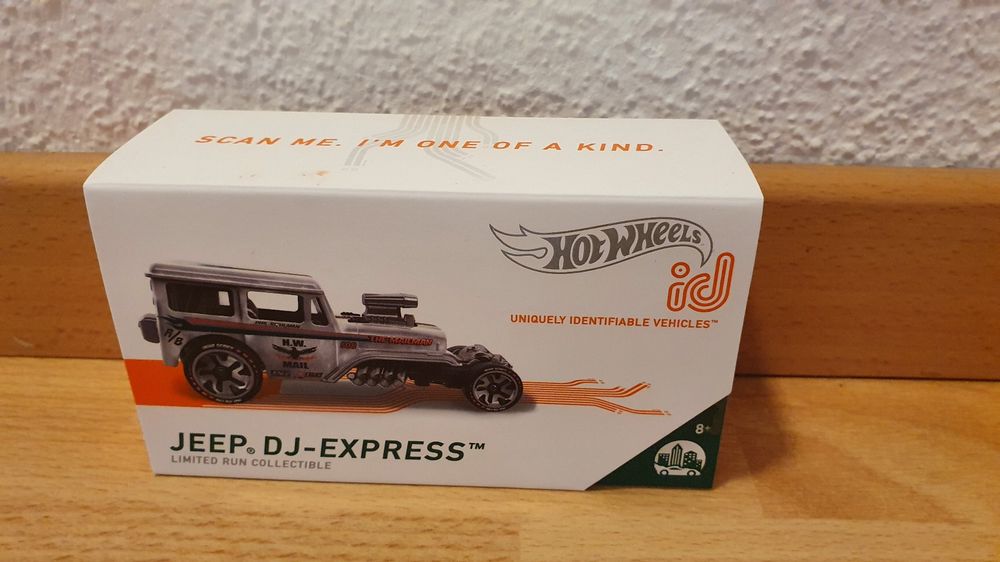 SCAN ME. I'M ONE OF A KIND.
HOT WHEELS
id
UNIQUELY IDENTIFIABLE VEHICLES™
H.W.
MAIL
THE MAILMAN
R/B
JEEP® DJ-EXPRESS™
LIMITED RUN COLLECTIBLE
8+